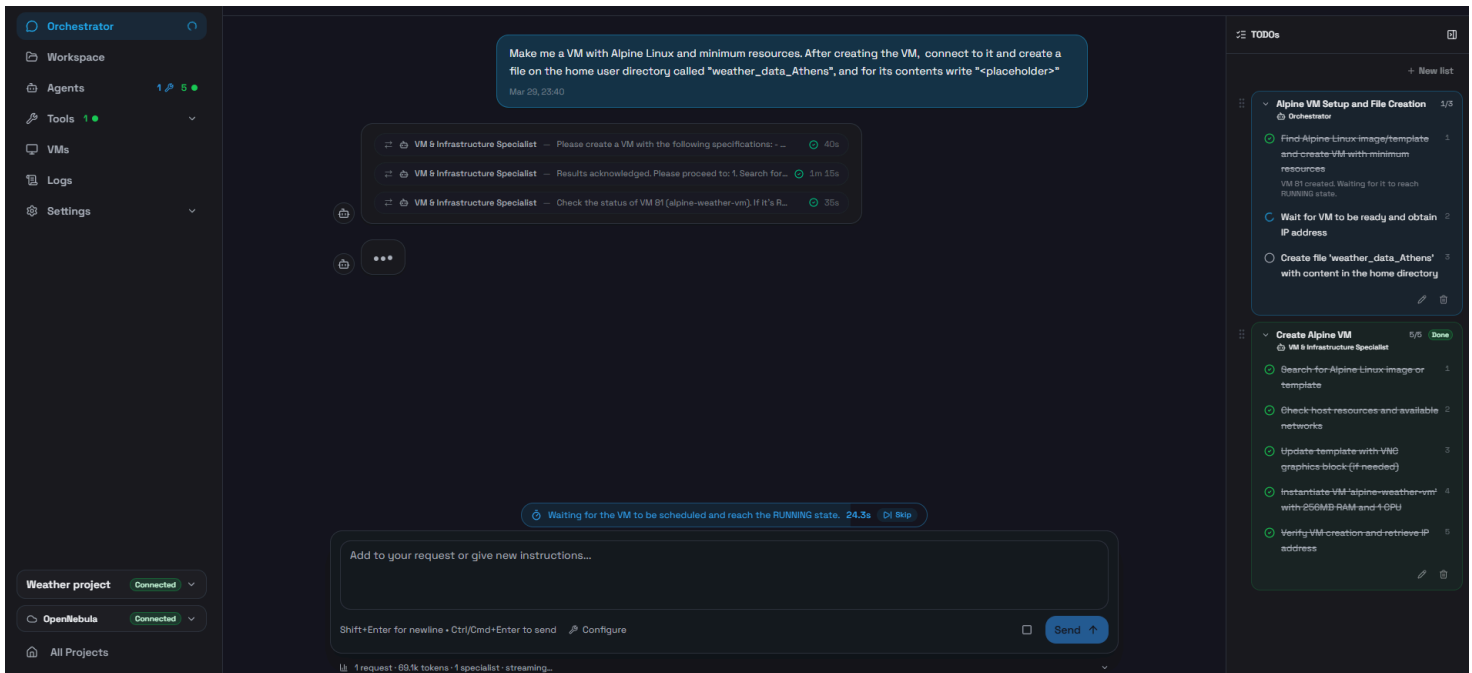 Orchestrator
Workspace
Agents 1 5
Tools 1
VMs
Logs
Settings
Weather project Connected
OpenNebula Connected
All Projects
Make me a VM with Alpine Linux and minimum resources. After creating the VM, connect to it and create a
file on the home user directory called "weather_data_Athens", and for its contents write "<placeholder>"
Mar 29, 23:40
VM & Infrastructure Specialist — Please create a VM with the following specifications: - ... 40s
VM & Infrastructure Specialist — Results acknowledged. Please proceed to: 1. Search for... 1m 15s
VM & Infrastructure Specialist — Check the status of VM 81 (alpine-weather-vm). If it's R... 35s
Waiting for the VM to be scheduled and reach the RUNNING state. 24.3s Skip
Add to your request or give new instructions...
Shift+Enter for newline • Ctrl/Cmd+Enter to send Configure
Send
1 request · 69.1k tokens · 1 specialist · streaming...
TODOs
+ New list
Alpine VM Setup and File Creation 1/3
Orchestrator
Find Alpine Linux image/template 1
and create VM with minimum
resources
VM 81 created. Waiting for it to reach
RUNNING state.
Wait for VM to be ready and obtain 2
IP address
Create file 'weather_data_Athens' 3
with content in the home directory
Create Alpine VM 5/5 Done
VM & Infrastructure Specialist
Search for Alpine Linux image or 1
template
Check host resources and available 2
networks
Update template with VNC 3
graphics block (if needed)
Instantiate VM 'alpine-weather-vm' 4
with 256MB RAM and 1 CPU
Verify VM creation and retrieve IP 5
address